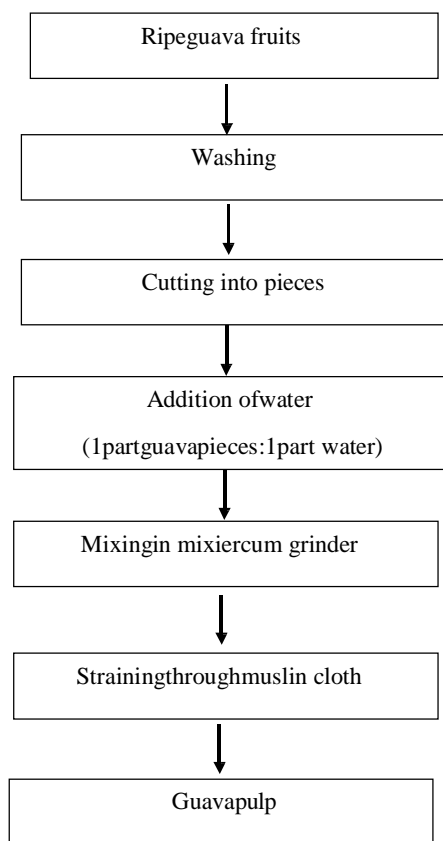 Ripeguava fruits
Washing
Cutting into pieces
Addition ofwater
(1partguavapieces:1part water)
Mixingin mixiercum grinder
Strainingthroughmuslin cloth
Guavapulp